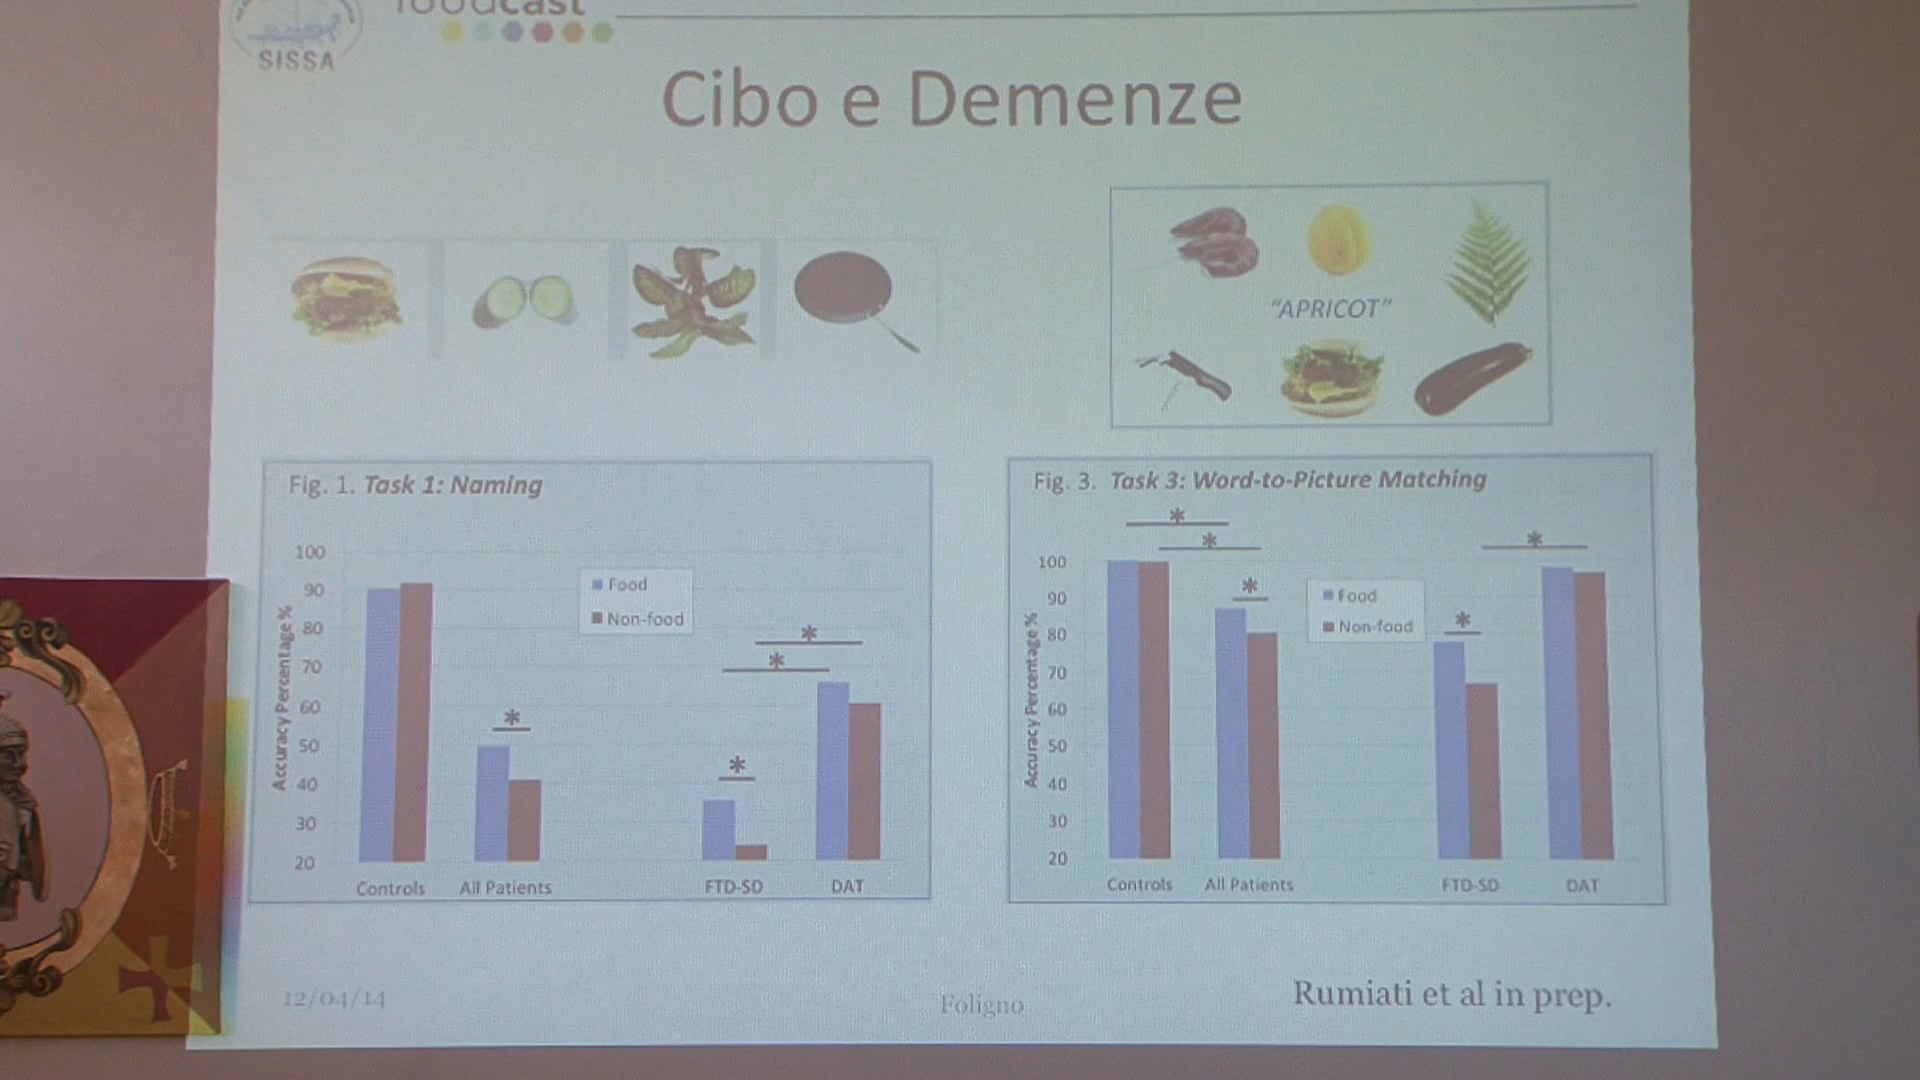 foodcast
SISSA
Cibo e Demenze
"APRICOT"
Fig. 1. Task 1: Naming
100
90
80
70
60
50
40
30
20
Accuracy Percentage %
Food
Non-food
*
*
*
*
Controls
All Patients
FTD-SD
DAT
Fig. 3. Task 3: Word-to-Picture Matching
100
90
80
70
60
50
40
30
20
Accuracy Percentage %
Food
Non-food
*
*
*
*
*
Controls
All Patients
FTD-SD
DAT
12/04/14
Foligno
Rumiati et al in prep.